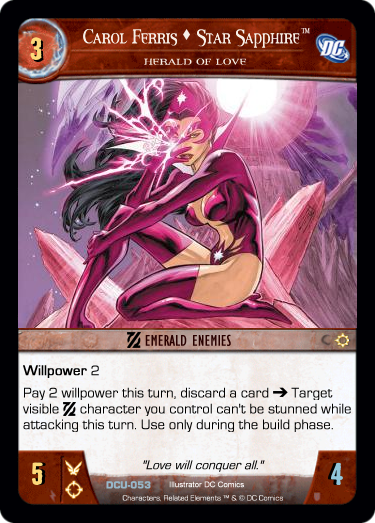 3
Carol Ferris ♦ Star Sapphire™
DC
Herald of Love
Emerald Enemies
Willpower 2
Pay 2 willpower this turn, discard a card ➔ Target
visible character you control can't be stunned while
attacking this turn. Use only during the build phase.
"Love will conquer all."
5
DCU-053
Illustrator DC Comics
4
Characters, Related Elements ™ & © DC Comics